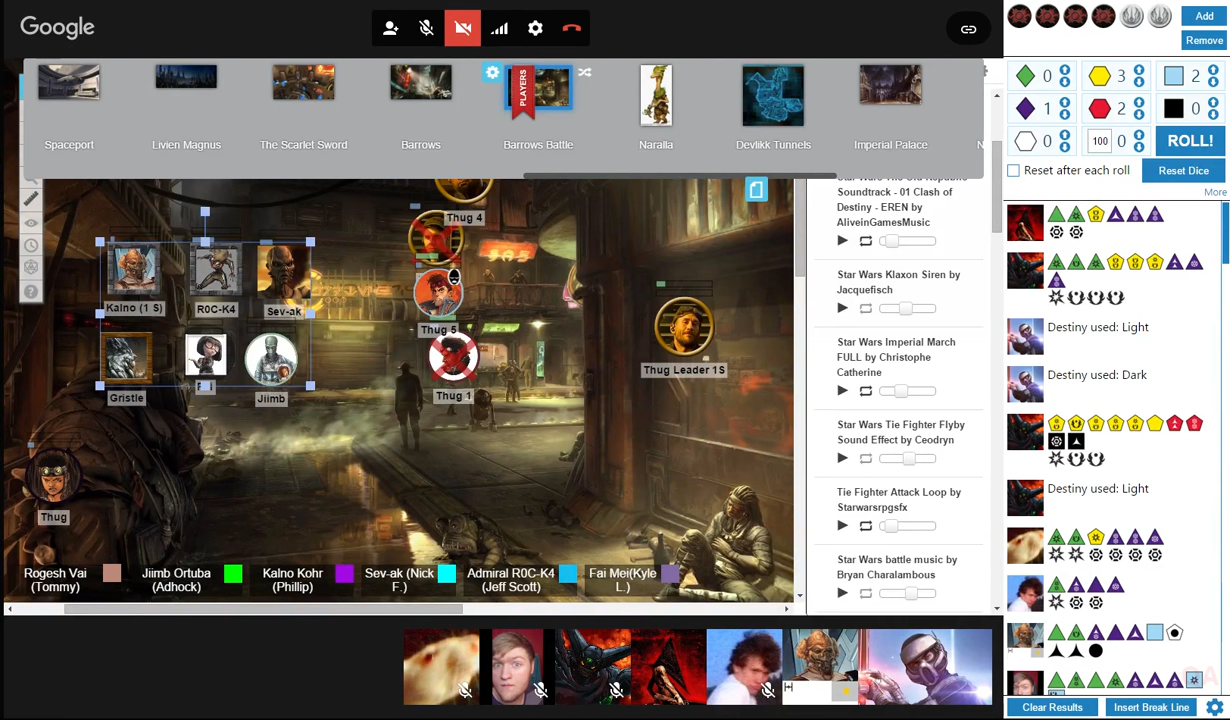 Google
Add
Remove
0
3
2
1
2
0
0
100
0
ROLL!
Reset after each roll
Reset Dice
More
PLAYERS
Spaceport
Livien Magnus
The Scarlet Sword
Barrows
Barrows Battle
Naralla
Devlikk Tunnels
Imperial Palace
N
Thug 4
Kalno (1 S)
R0C-K4
Sev-ak
Thug 5
Thug Leader 1S
Gristle
Jiimb
Thug 1
Thug
Rogesh Vai
(Tommy)
Jiimb Ortuba
(Adhock)
Kalno Kohr
(Phillip)
Sev-ak (Nick
F.)
Admiral R0C-K4
(Jeff Scott)
Fai Mei(Kyle
L.)
Star Wars The Old Republic
Soundtrack - 01 Clash of
Destiny - EREN by
AliveinGamesMusic
Star Wars Klaxon Siren by
Jacquefisch
Star Wars Imperial March
FULL by Christophe
Catherine
Star Wars Tie Fighter Flyby
Sound Effect by Ceodryn
Tie Fighter Attack Loop by
Starwarsrpgsfx
Star Wars battle music by
Bryan Charalambous
Destiny used: Light
Destiny used: Dark
Destiny used: Light
Clear Results
Insert Break Line